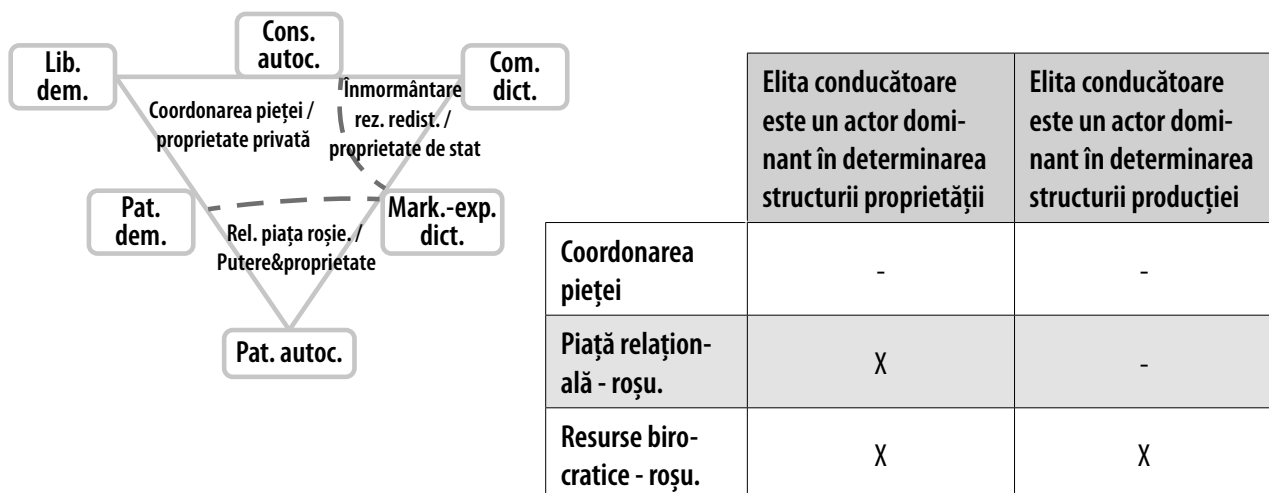 Cons.
autoc.
Lib.
dem.
Com.
dict.
Coordonarea pieței /
proprietate privată
Înmormântare
rez. redist. /
proprietate de stat
Pat.
dem.
Mark.-exp.
dict.
Rel. piața roșie. /
Putere&proprietate
Pat. autoc.
Elita conducătoare
este un actor domi-
nant în determinarea
structurii proprietății
Elita conducătoare
este un actor domi-
nant în determinarea
structurii producției
Coordonarea
pieței
- -
Piață relațion-
ală - roșu.
X -
Resurse biro-
cratice - roșu.
X X